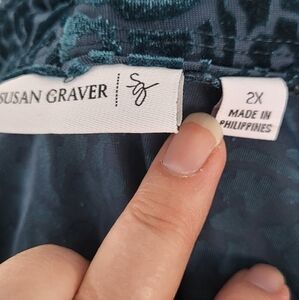 SUSAN GRAVER
Sg
2X
MADE IN
PHILIPPINES